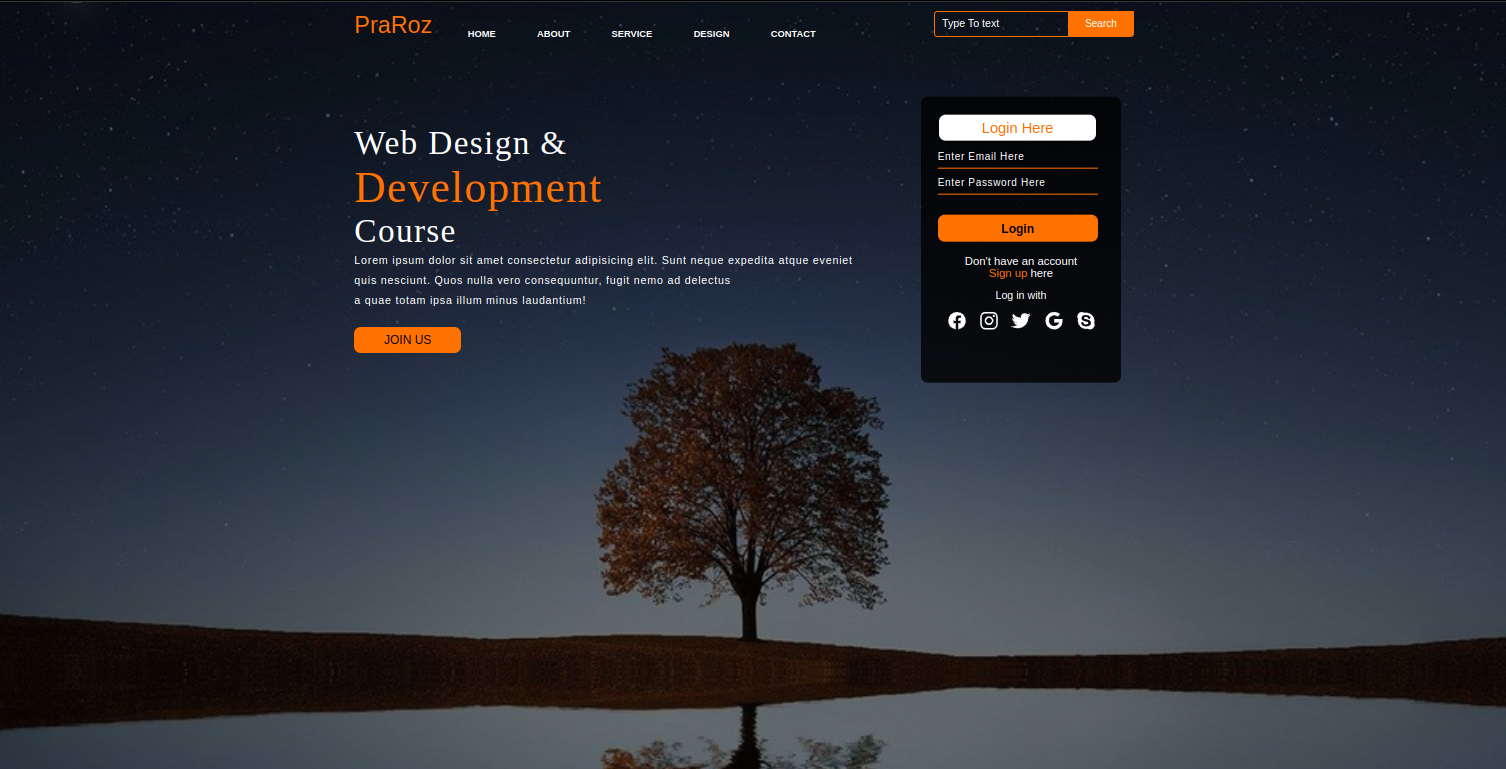 PraRoz
HOME ABOUT SERVICE DESIGN CONTACT
Type To text Search
Web Design &
Development
Course
Lorem ipsum dolor sit amet consectetur adipisicing elit. Sunt neque expedita atque eveniet
quis nesciunt. Quos nulla vero consequuntur, fugit nemo ad delectus
a quae totam ipsa illum minus laudantium!
JOIN US
Login Here
Enter Email Here
Enter Password Here
Login
Don't have an account
Sign up here
Log in with